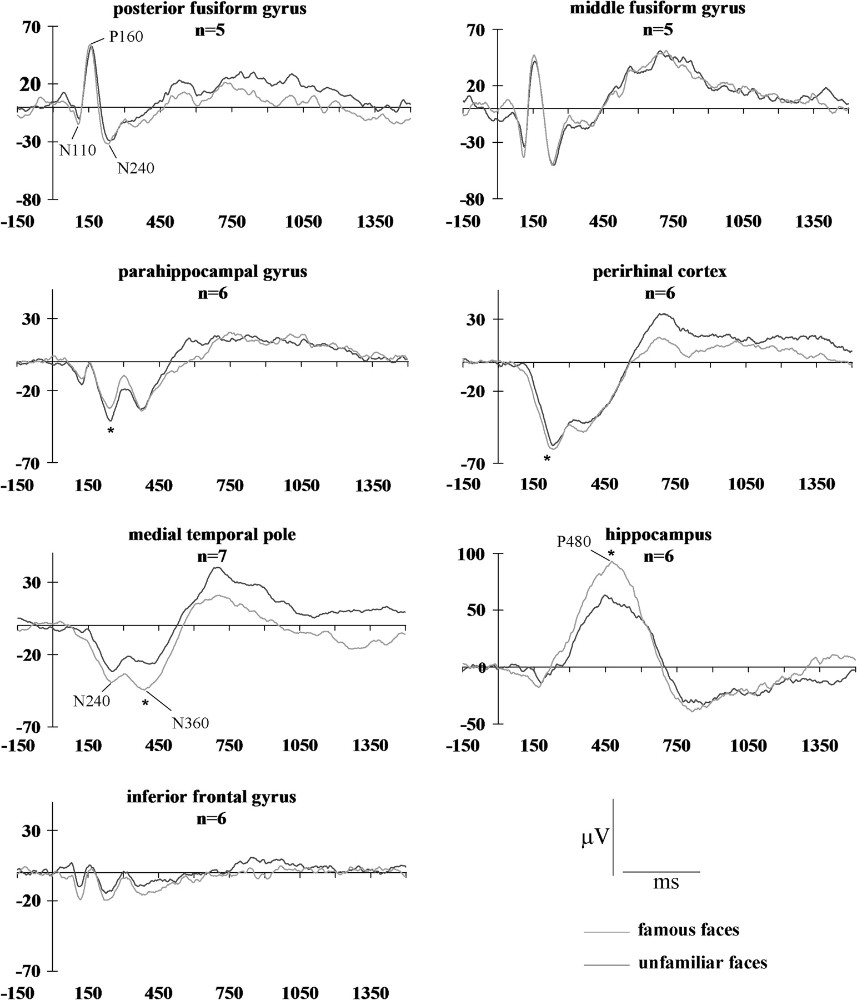 posterior fusiform gyrus
n=5
70
20
-30
-80
P160
N110
N240
-150 150 450 750 1050 1350
middle fusiform gyrus
n=5
70
20
-30
-80
-150 150 450 750 1050 1350
parahippocampal gyrus
n=6
30
-20
-70
*
-150 150 450 750 1050 1350
perirhinal cortex
n=6
30
-20
-70
*
-150 150 450 750 1050 1350
medial temporal pole
n=7
30
-20
-70
N240
*
N360
-150 150 450 750 1050 1350
hippocampus
n=6
P480
*
100
50
0
-50
-150 150 450 750 1050 1350
inferior frontal gyrus
n=6
30
-20
-70
-150 150 450 750 1050 1350
μV
ms
famous faces
unfamiliar faces